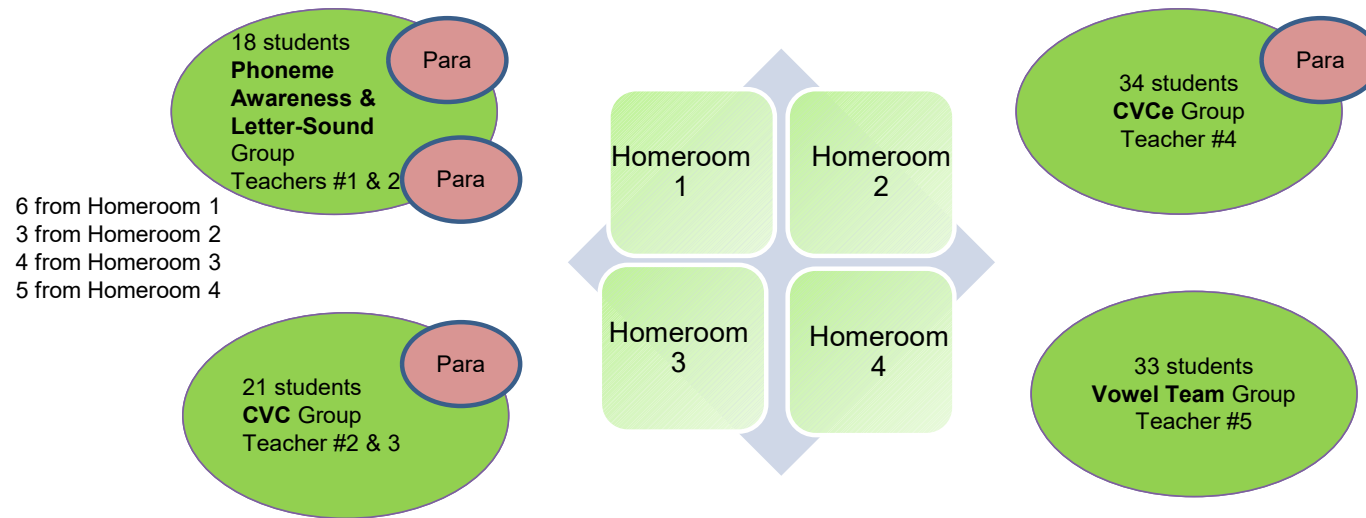 18 students
Phoneme
Awareness &
Letter-Sound
Group
Teachers #1 & 2
Para
Para
6 from Homeroom 1
3 from Homeroom 2
4 from Homeroom 3
5 from Homeroom 4
21 students
CVC Group
Teacher #2 & 3
Para
Homeroom
1
Homeroom
2
Homeroom
3
Homeroom
4
34 students
CVCe Group
Teacher #4
Para
33 students
Vowel Team Group
Teacher #5